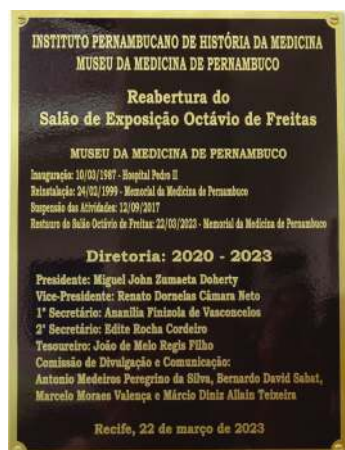 INSTITUTO PERNAMBUCANO DE HISTÓRIA DA MEDICINA
MUSEU DA MEDICINA DE PERNAMBUCO
Reabertura do
Salão de Exposição Octávio de Freitas
MUSEU DA MEDICINA DE PERNAMBUCO
Inauguração: 10/03/1987 - Hospital Pedro II
Reinstalação: 24/02/1999 - Memorial da Medicina de Pernambuco
Suspensão das Atividades: 12/09/2017
Restauro do Salão Octávio de Freitas: 22/03/2023 - Memorial da Medicina de Pernambuco
Diretoria: 2020 - 2023
Presidente: Miguel John Zumaeta Doherty
Vice-Presidente: Renato Dornelas Câmara Neto
1º Secretário: Ananilia Finizola de Vasconcelos
2º Secretário: Edite Rocha Cordeiro
Tesoureiro: João de Melo Regis Filho
Comissão de Divulgação e Comunicação:
Antonio Medeiros Peregrino da Silva, Bernardo David Sabat,
Marcelo Moraes Valença e Márcio Diniz Allain Teixeira
Recife, 22 de março de 2023